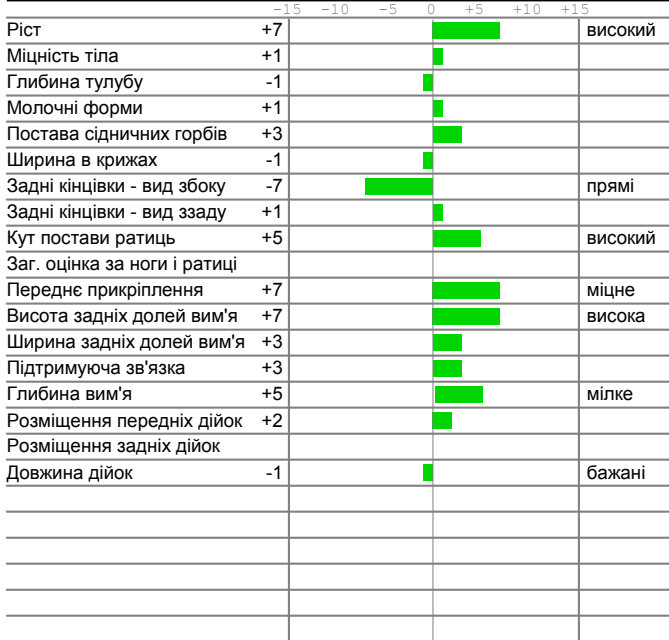 -15 -10 -5 0 +5 +10 +15
Ріст +7 високий
Міцність тіла +1
Глибина тулубу -1
Молочні форми +1
Постава сідничних горбів +3
Ширина в крижах -1
Задні кінцівки - вид збоку -7 прямі
Задні кінцівки - вид ззаду +1
Кут постави ратиць +5 високий
Заг. оцінка за ноги і ратиці
Переднє прикріплення +7 міцне
Висота задніх долей вим'я +7 висока
Ширина задніх долей вим'я +3
Підтримуюча зв'язка +3
Глибина вим'я +5 мілке
Розміщення передніх дійок +2
Розміщення задніх дійок
Довжина дійок -1 бажані